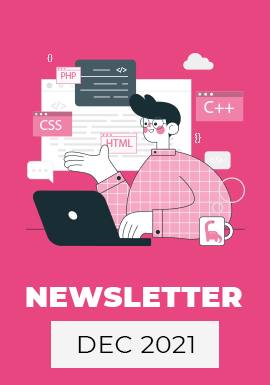 {}
PHP
</>
</>
C++
CSS
HTML
{}
</>
NEWSLETTER
DEC 2021